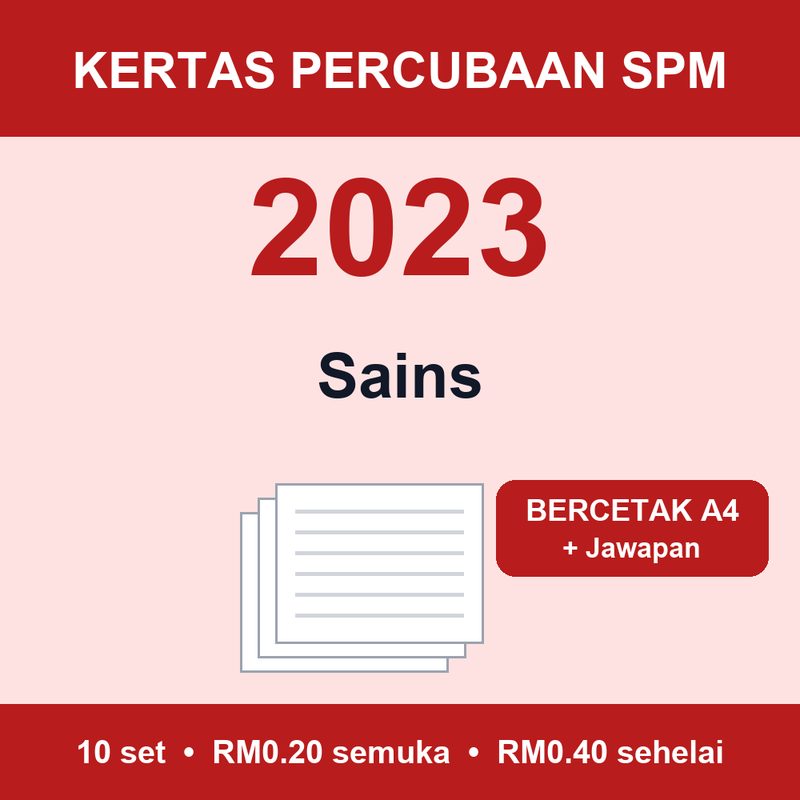 KERTAS PERCUBAAN SPM
2023
Sains
BERCETAK A4
+ Jawapan
10 set • RM0.20 semuka • RM0.40 sehelai